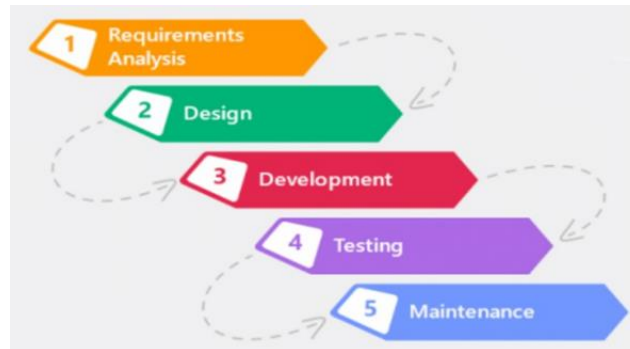 1
Requirements
Analysis
2
Design
3
Development
4
Testing
5
Maintenance